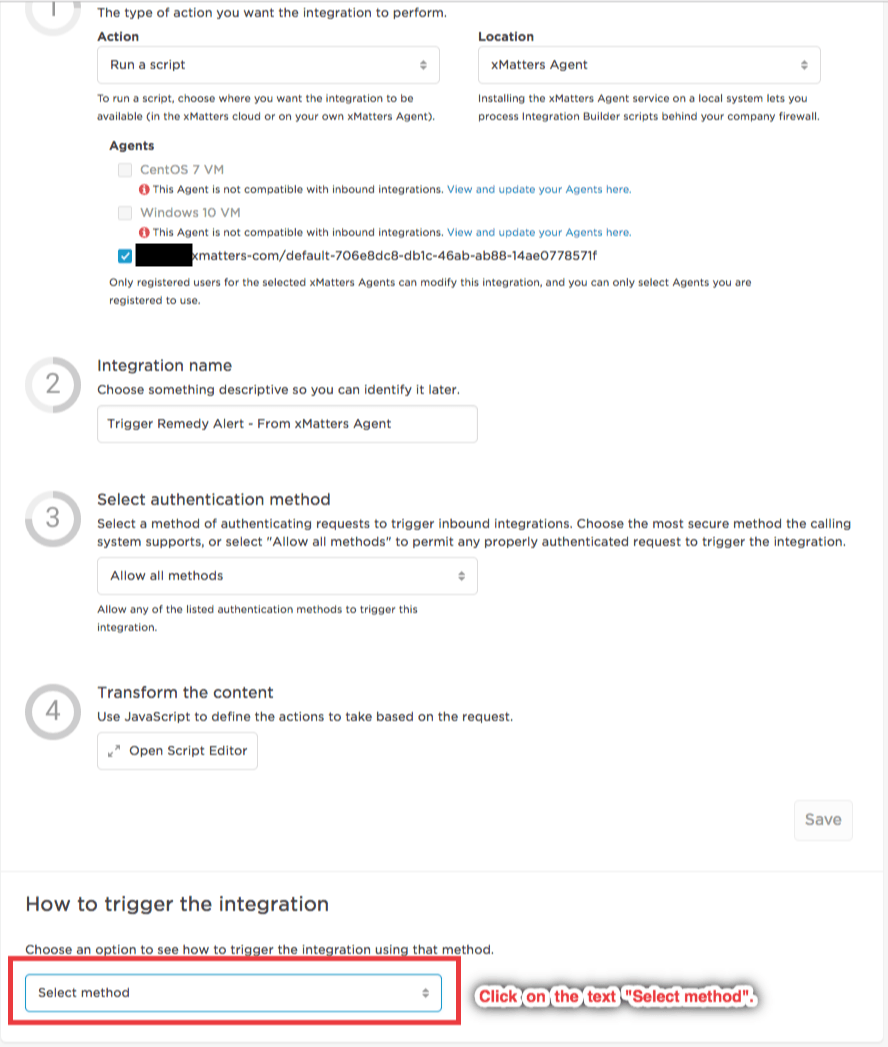 1
The type of action you want the integration to perform.
Action
Location
Run a script
xMatters Agent
To run a script, choose where you want the integration to be
available (in the xMatters cloud or on your own xMatters Agent).
Installing the xMatters Agent service on a local system lets you
process Integration Builder scripts behind your company firewall.
Agents
CentOS 7 VM
This Agent is not compatible with inbound integrations. View and update your Agents here.
Windows 10 VM
This Agent is not compatible with inbound integrations. View and update your Agents here.
xmatters-com/default-706e8dc8-db1c-46ab-ab88-14ae0778571f
Only registered users for the selected xMatters Agents can modify this integration, and you can only select Agents you are
registered to use.
2
Integration name
Choose something descriptive so you can identify it later.
Trigger Remedy Alert - From xMatters Agent
3
Select authentication method
Select a method of authenticating requests to trigger inbound integrations. Choose the most secure method the calling
system supports, or select "Allow all methods" to permit any properly authenticated request to trigger the integration.
Allow all methods
Allow any of the listed authentication methods to trigger this
integration.
4
Transform the content
Use JavaScript to define the actions to take based on the request.
Open Script Editor
Save
How to trigger the integration
Choose an option to see how to trigger the integration using that method.
Select method
Click on the text "Select method".